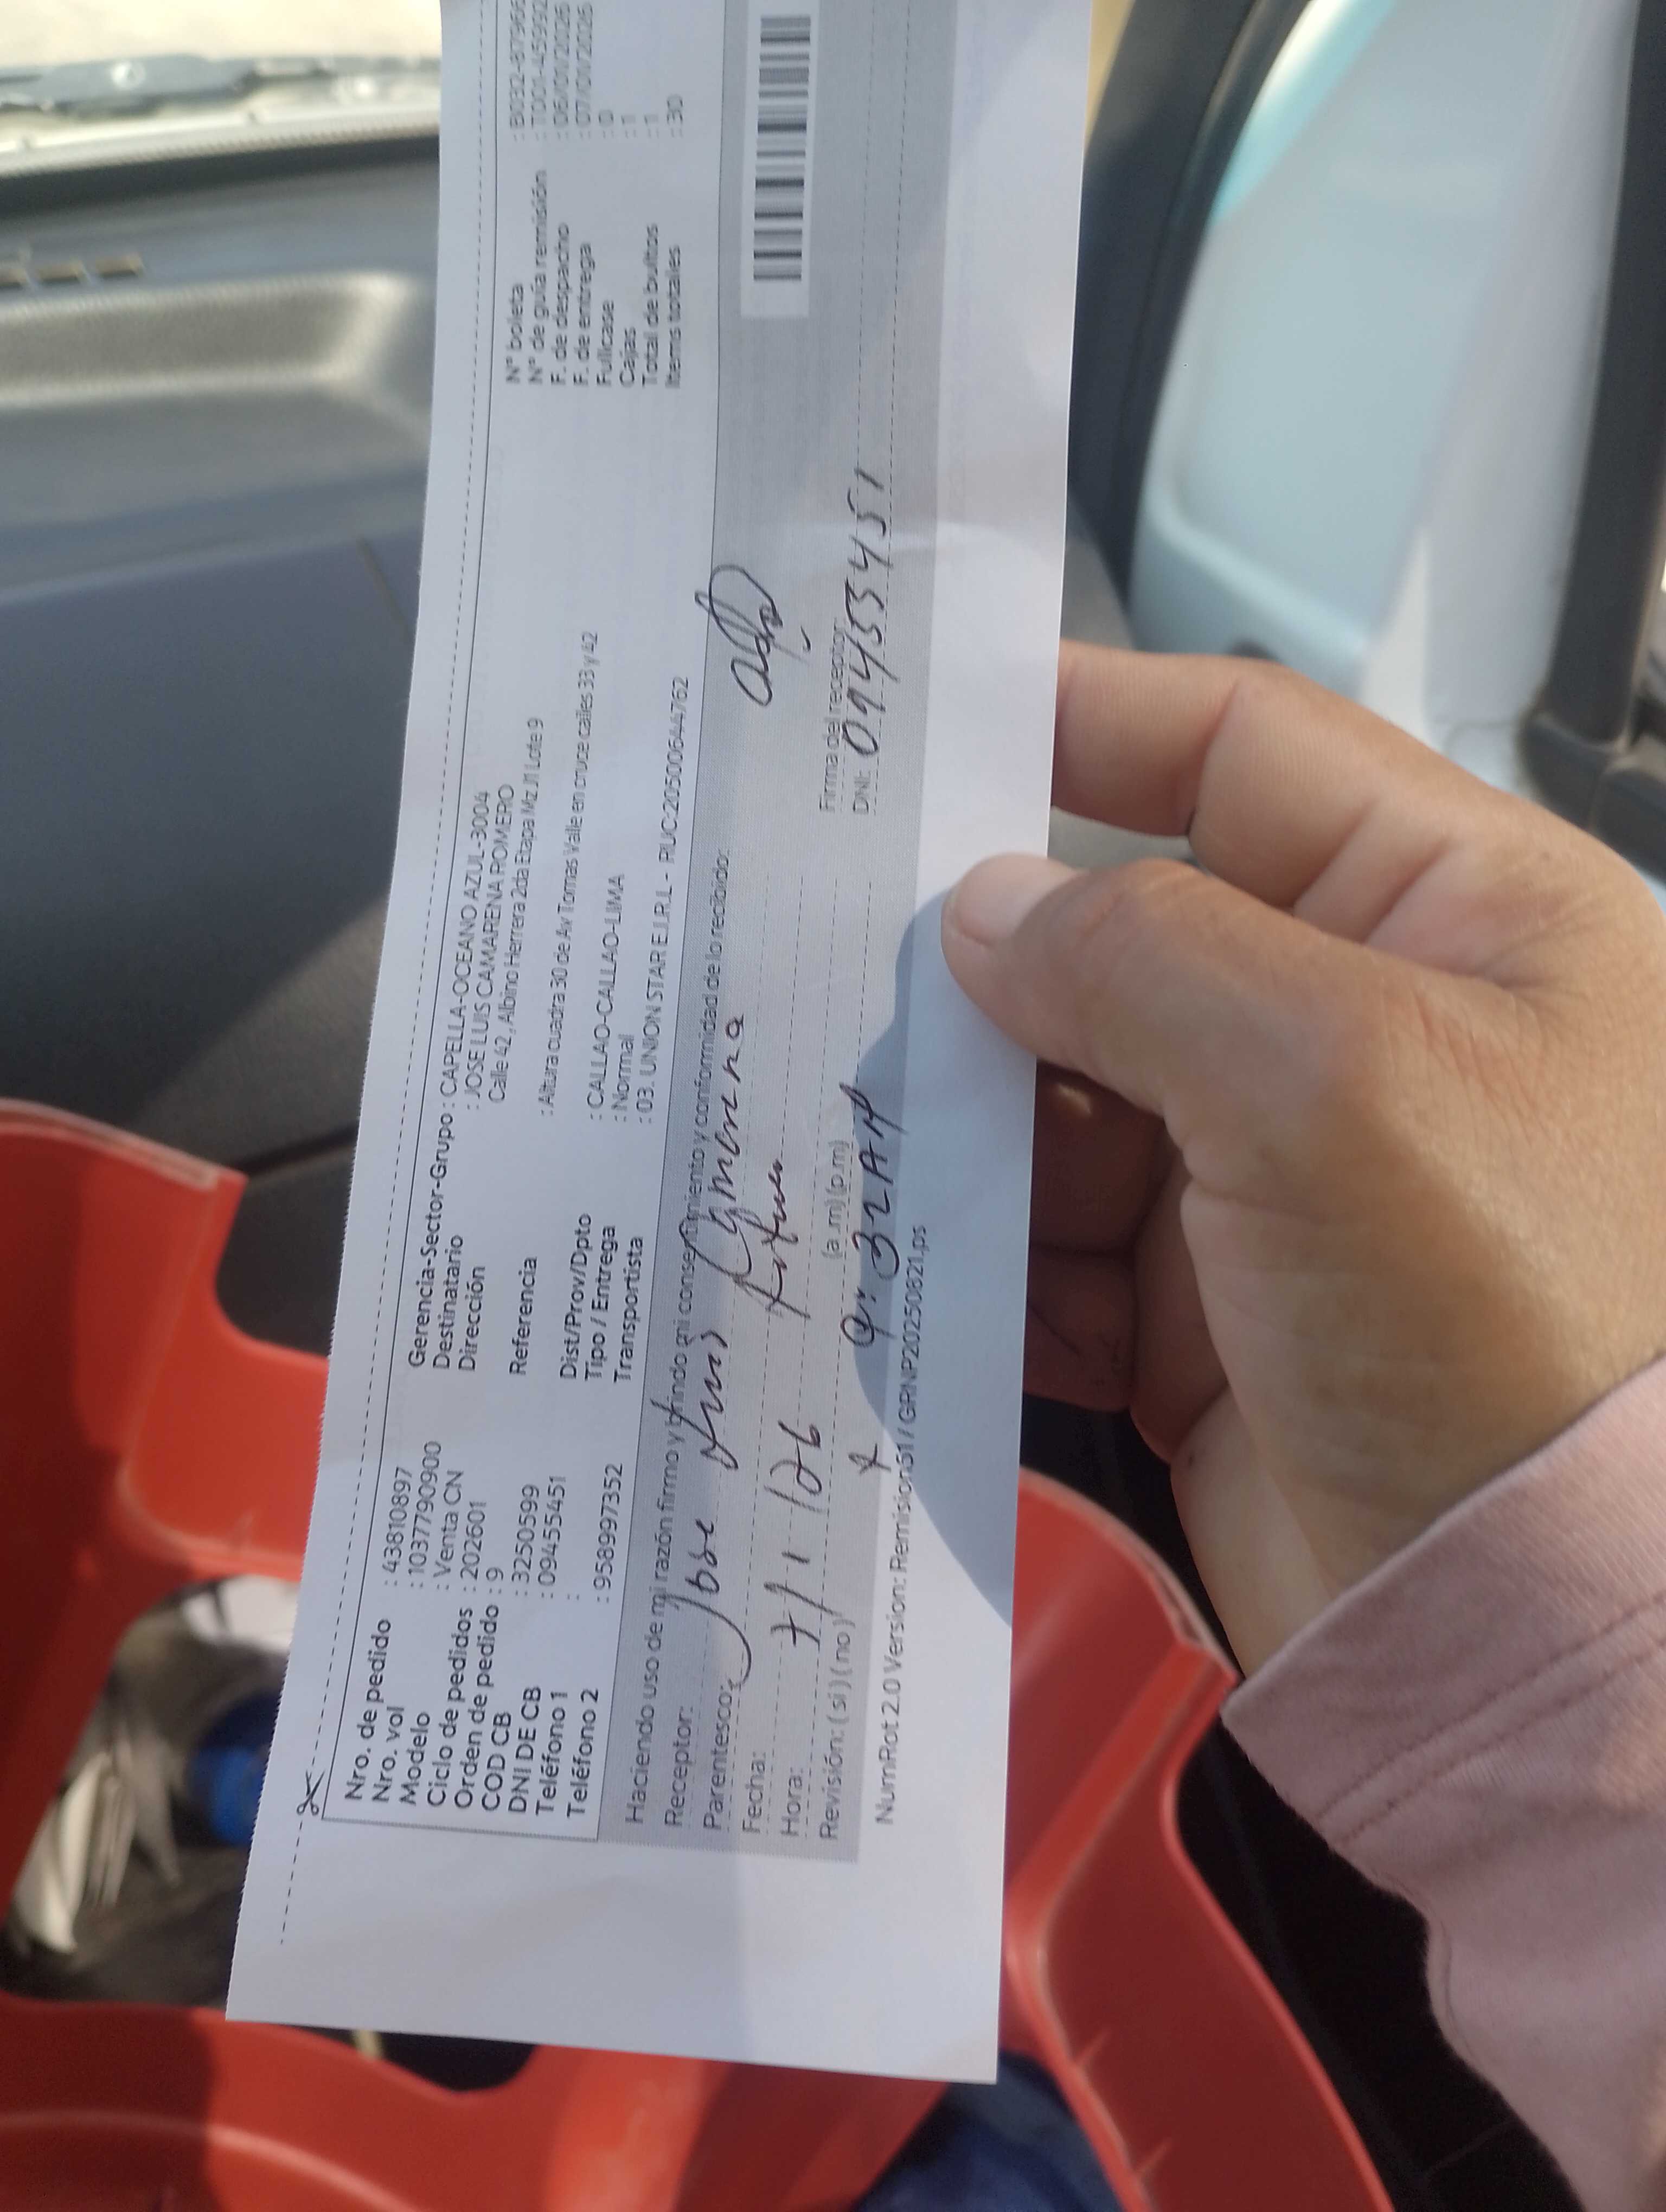 Nro. de pedido : 43810897
Nro. vol : 1037790900
Modelo : Venta CN
Ciclo de pedidos : 202601
Orden de pedido : 9
COD CB : 3250599
DNI DE CB : 09455451
Teléfono 1 :
Teléfono 2 : 958997352
Gerencia-Sector-Grupo : CAPELLA-OCEANO AZUL-3004
Destinatario : JOSE LUIS CAMARENA ROMERO
Dirección Calle 42 , Albino Herrera 2da Etapa Mz J1 Lote 9
Referencia : Altura cuadra 30 de Av Tomas Valle en cruce calles 33 y 42
Dist/Prov/Dpto : CALLAO-CALLAO-LIMA
Tipo / Entrega : Normal
Transportista : 03. UNION STAR E.I.R.L - RUC20550064762
N° boleta
N° de guía remisión
F. de despacho : 06/01/2026
F. de entrega : 07/01/2026
Fullcase : 0
Cajas : 1
Total de bultos : 1
Items totales : 30
Haciendo uso de mi razón firmo y brindo mi consentimiento y conformidad de lo recibido:
Receptor: Jose Luis Camarena
Parentesco:
Fecha: 7/1/26
Hora: (a.m) (p.m) 9:32 AM
Revisión: ( si ) ( no )
Firma del receptor:
DNI: 09455451
NumRot 2.0 Version: Remision51 / GRNP20250821.ps